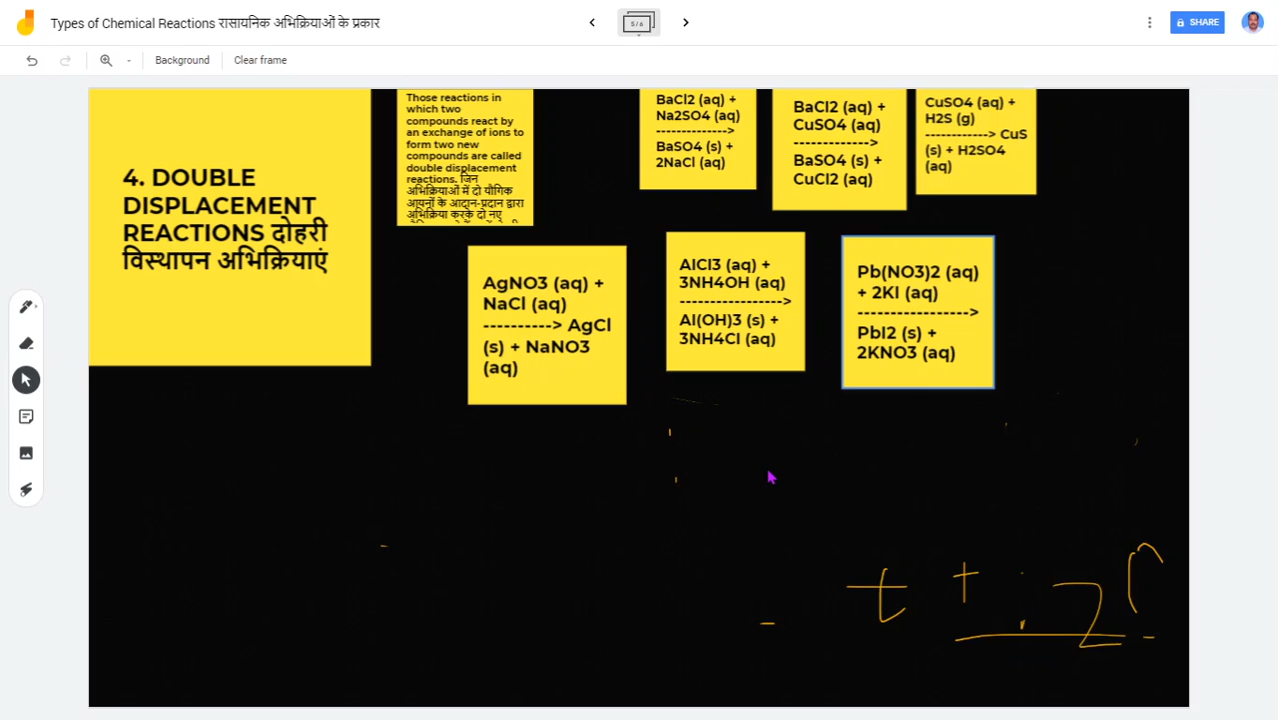 Types of Chemical Reactions रासायनिक अभिक्रियाओं के प्रकार
5 / 6
SHARE
Background
Clear frame
4. DOUBLE
DISPLACEMENT
REACTIONS दोहरी
विस्थापन अभिक्रियाएं
Those reactions in
which two
compounds react by
an exchange of ions to
form two new
compounds are called
double displacement
reactions. जिन
अभिक्रियाओं में दो यौगिक
आयनों के आदान-प्रदान द्वारा
अभिक्रिया करके दो नए
BaCl2 (aq) +
Na2SO4 (aq)
-------------->
BaSO4 (s) +
2NaCl (aq)
BaCl2 (aq) +
CuSO4 (aq)
------------->
BaSO4 (s) +
CuCl2 (aq)
CuSO4 (aq) +
H2S (g)
------------> CuS
(s) + H2SO4
(aq)
AgNO3 (aq) +
NaCl (aq)
----------> AgCl
(s) + NaNO3
(aq)
AlCl3 (aq) +
3NH4OH (aq)
----------------->
Al(OH)3 (s) +
3NH4Cl (aq)
Pb(NO3)2 (aq)
+ 2KI (aq)
----------------->
PbI2 (s) +
2KNO3 (aq)